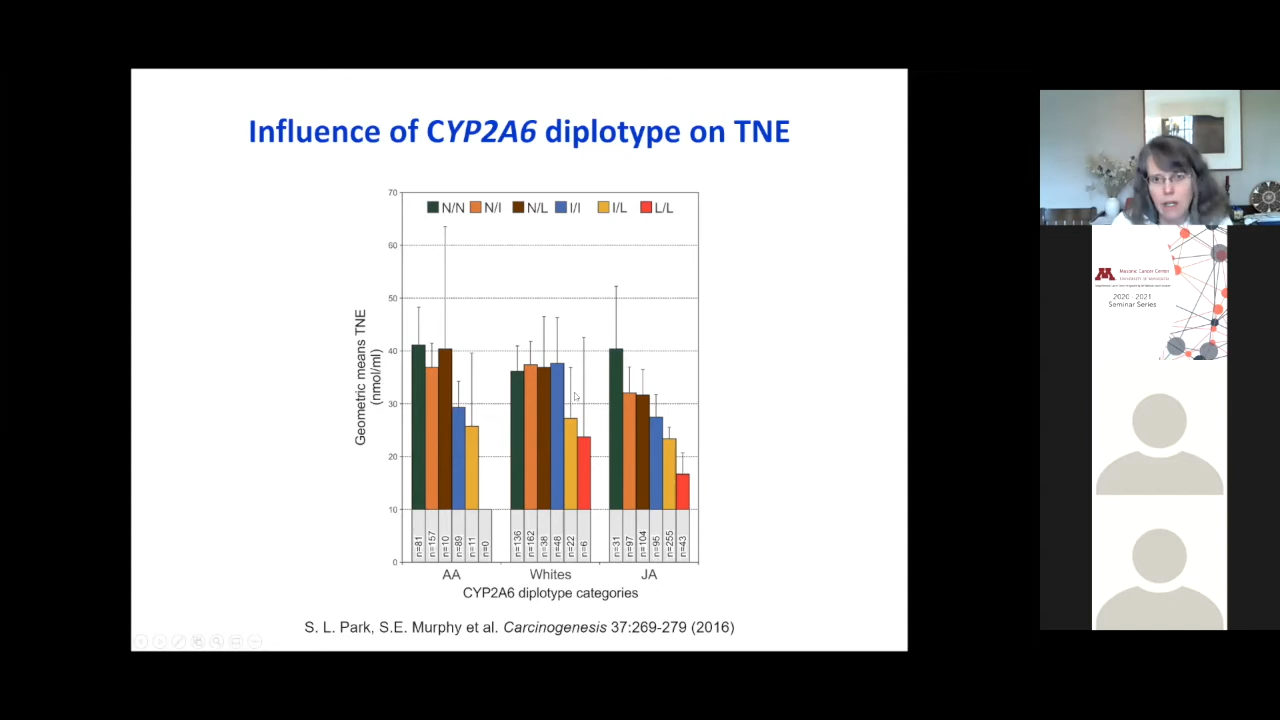 Influence of CYP2A6 diplotype on TNE
70
60
50
40
30
20
10
0
Geometric means TNE
(nmol/ml)
N/N N/I N/L I/I I/L L/L
n=81
n=157
n=10
n=89
n=11
n=0
n=136
n=162
n=38
n=48
n=22
n=6
n=31
n=97
n=104
n=95
n=255
n=43
AA Whites JA
CYP2A6 diplotype categories
S. L. Park, S.E. Murphy et al. Carcinogenesis 37:269-279 (2016)
M
Masonic Cancer Center
UNIVERSITY OF MINNESOTA
2020 - 2021
Seminar Series